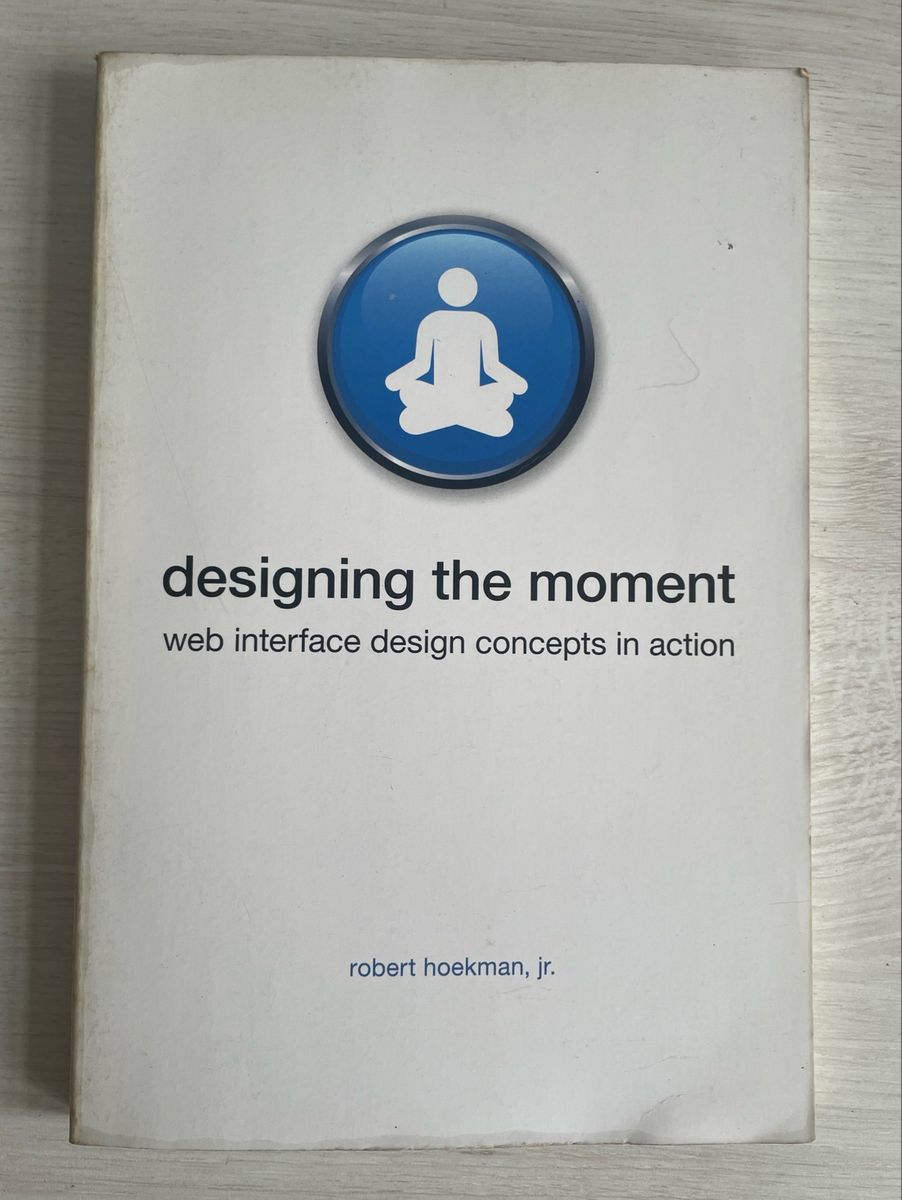 designing the moment
web interface design concepts in action
robert hoekman, jr.